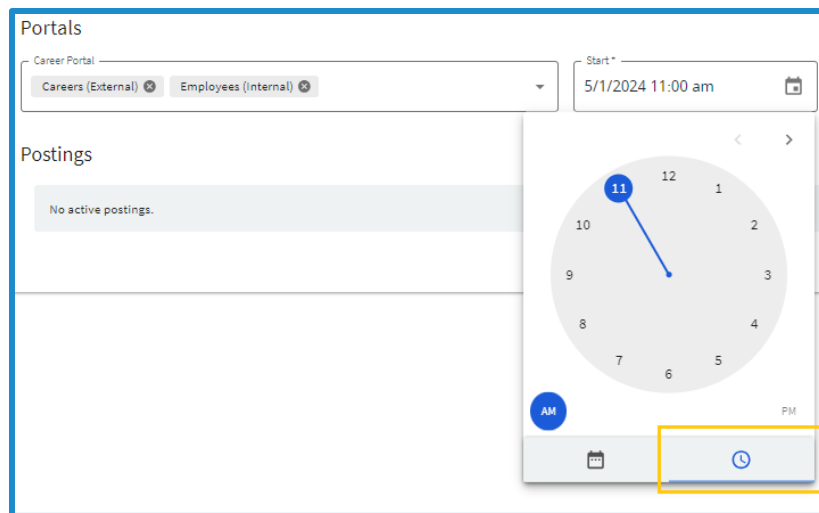 Portals
Career Portal
Careers (External)
Employees (Internal)
Start *
5/1/2024 11:00 am
Postings
No active postings.
12
11
1
10
2
9
3
8
4
7
5
6
AM
PM